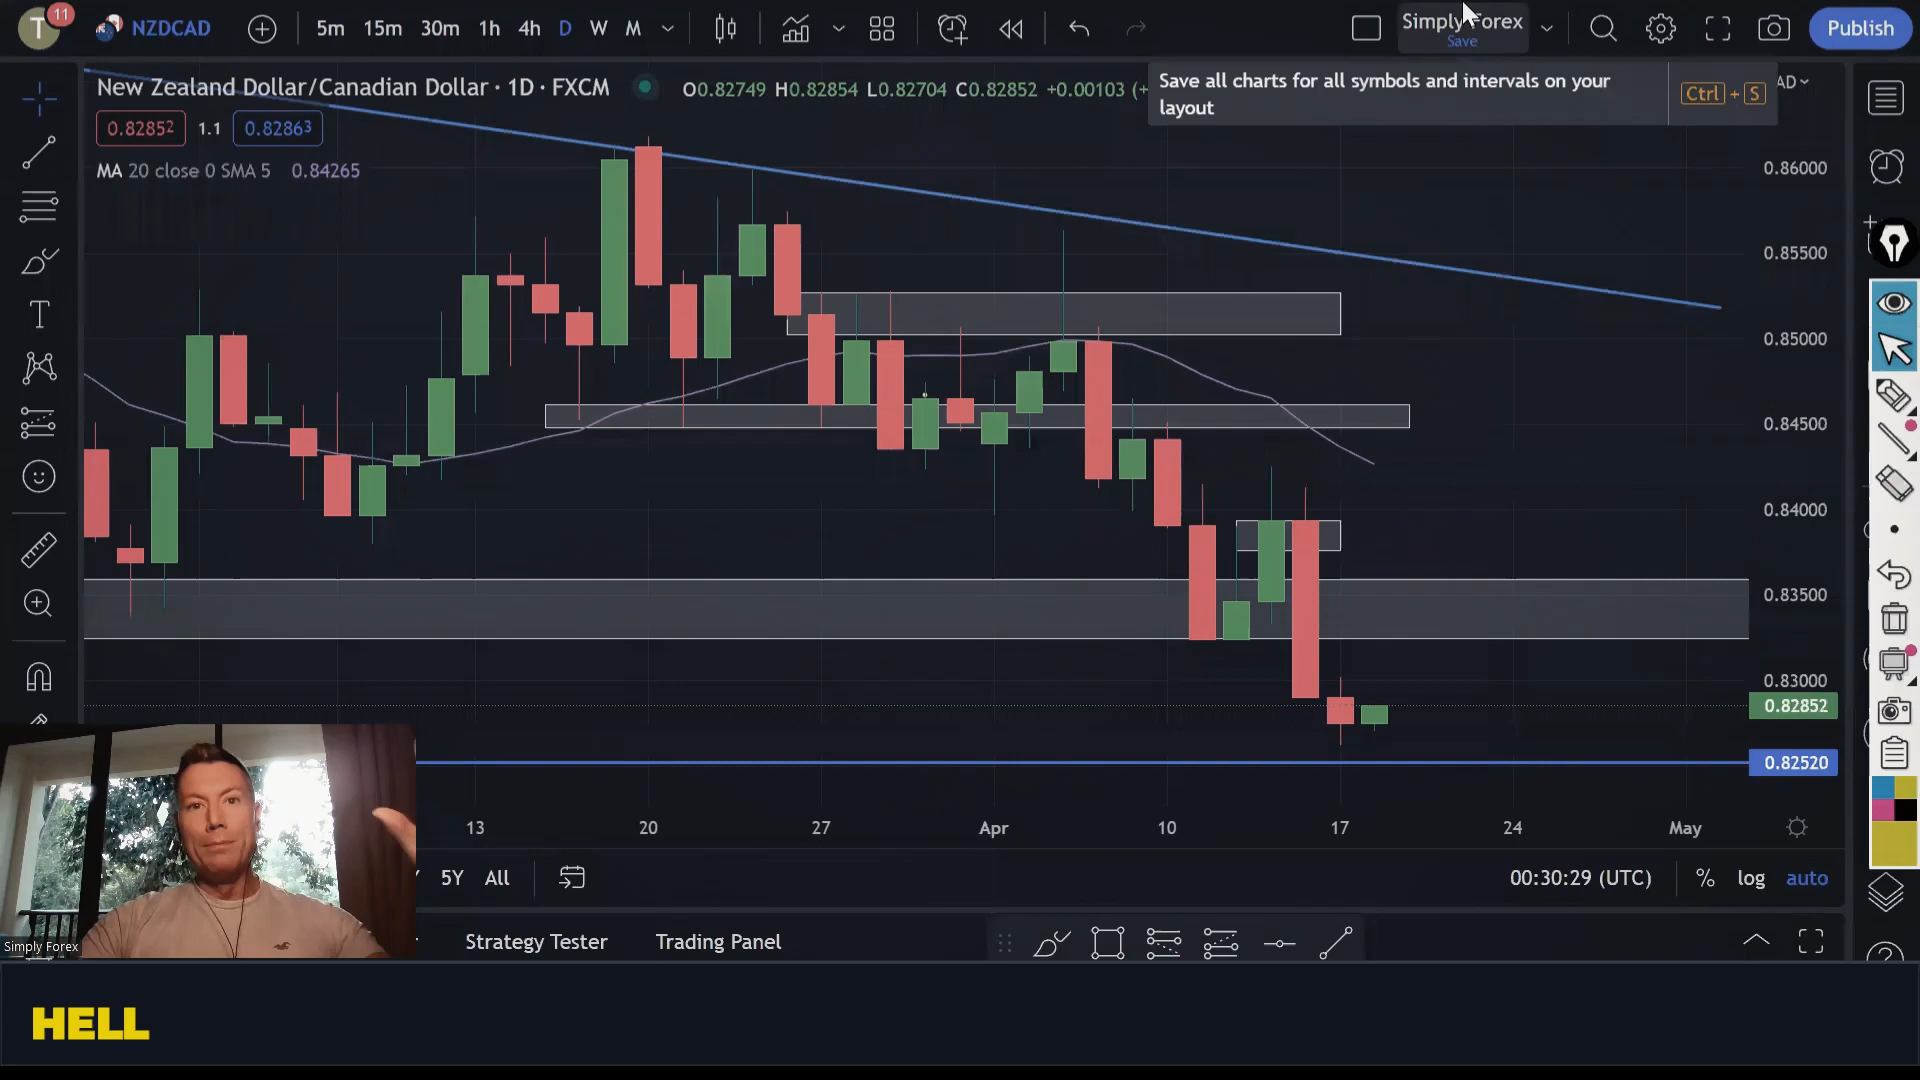 T
11
NZDCAD
5m 15m 30m 1h 4h D W M
Simply Forex
Save
Publish
New Zealand Dollar/Canadian Dollar · 1D · FXCM
O0.82749 H0.82854 L0.82704 C0.82852 +0.00103 (+
Save all charts for all symbols and intervals on your
layout
Ctrl + S
AD
0.82852 1.1 0.82863
MA 20 close 0 SMA 5 0.84265
0.86000
0.85500
0.85000
0.84500
0.84000
0.83500
0.83000
0.82852
0.82520
13 20 27 Apr 10 17 24 May
5Y All
00:30:29 (UTC) % log auto
Simply Forex
Strategy Tester Trading Panel
HELL